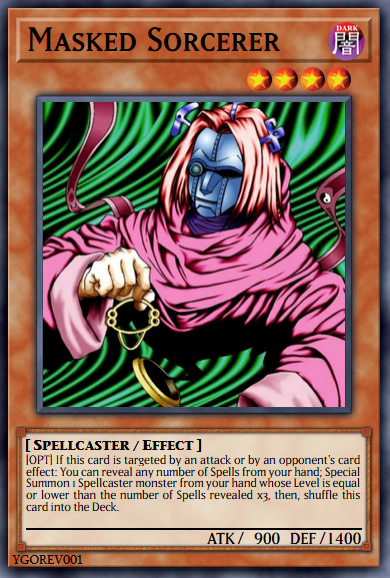 Masked Sorcerer
DARK
闇
[ Spellcaster / Effect ]
[OPT] If this card is targeted by an attack or by an opponent's card
effect: You can reveal any number of Spells from your hand; Special
Summon 1 Spellcaster monster from your hand whose Level is equal
or lower than the number of Spells revealed x3, then, shuffle this
card into the Deck.
ATK / 900 DEF / 1400
YGOREV001